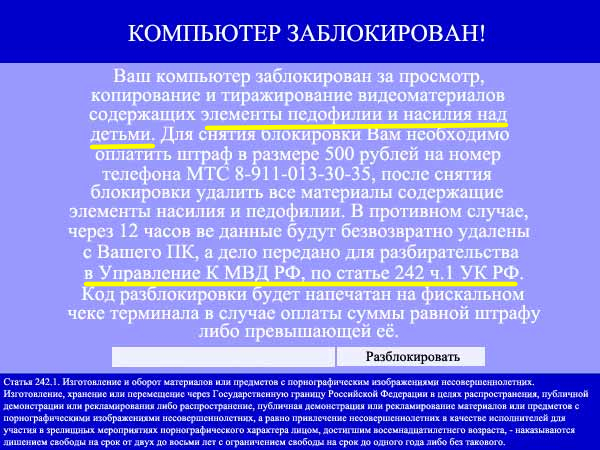 КОМПЬЮТЕР ЗАБЛОКИРОВАН!
Ваш компьютер заблокирован за просмотр,
копирование и тиражирование видеоматериалов
содержащих элементы педофилии и насилия над
детьми. Для снятия блокировки Вам необходимо
оплатить штраф в размере 500 рублей на номер
телефона МТС 8-911-013-30-35, после снятия
блокировки удалить все материалы содержащие
элементы насилия и педофилии. В противном случае,
через 12 часов ве данные будут безвозвратно удалены
с Вашего ПК, а дело передано для разбирательства
в Управление К МВД РФ, по статье 242 ч.1 УК РФ.
Код разблокировки будет напечатан на фискальном
чеке терминала в случае оплаты суммы равной штрафу
либо превышающей её.
Разблокировать
Статья 242.1. Изготовление и оборот материалов или предметов с порнографическим изображениями несовершеннолетних.
Изготовление, хранение или перемещение через Государственную границу Российской Федерации в целях распространения, публичной
демонстрации или рекламирования либо распространение, публичная демонстрация или рекламирование материалов или предметов с
порнографическими изображениями несовершеннолетних, а равно привлечение несовершеннолетних в качестве исполнителей для
участия в зрелищных мероприятиях порнографического характера лицом, достигшим восемнадцатилетнего возраста, - наказываются
лишением свободы на срок от двух до восьми лет с ограничением свободы на срок до одного года либо без такового.